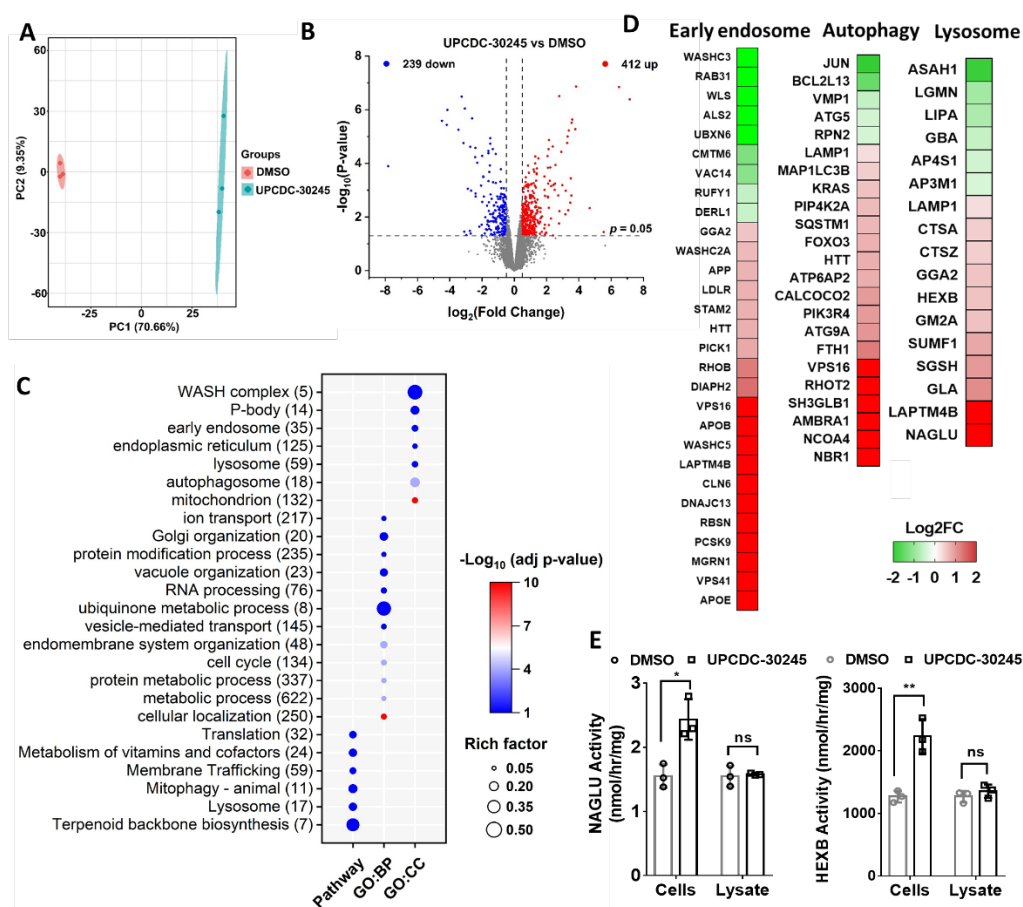 A
60
30
0
-30
-60
PC2 (9.35%)
-25
25
PC1 (70.66%)
Groups
DMSO
UPCDC-30245
B
UPCDC-30245 vs DMSO
239 down
412 up
8
6
4
2
0
-log10(P-value)
p = 0.05
-8
-6
-4
-2
0
2
4
6
8
log2(Fold Change)
C
WASH complex (5)
P-body (14)
early endosome (35)
endoplasmic reticulum (125)
lysosome (59)
autophagosome (18)
mitochondrion (132)
ion transport (217)
Golgi organization (20)
protein modification process (235)
vacuole organization (23)
RNA processing (76)
ubiquinone metabolic process (8)
vesicle-mediated transport (145)
endomembrane system organization (48)
cell cycle (134)
protein metabolic process (337)
metabolic process (622)
cellular localization (250)
Translation (32)
Metabolism of vitamins and cofactors (24)
Membrane Trafficking (59)
Mitophagy - animal (11)
Lysosome (17)
Terpenoid backbone biosynthesis (7)
Pathway
GO:BP
GO:CC
-Log10 (adj p-value)
10
7
4
1
Rich factor
0.05
0.20
0.35
0.50
D
Early endosome
WASHC3
RAB31
WLS
ALS2
UBXN6
CMTM6
VAC14
RUFY1
DERL1
GGA2
WASHC2A
APP
LDLR
STAM2
HTT
PICK1
RHOB
DIAPH2
VPS16
APOB
WASHC5
LAPTM4B
CLN6
DNAJC13
RBSN
PCSK9
MGRN1
VPS41
APOE
Autophagy
JUN
BCL2L13
VMP1
ATG5
RPN2
LAMP1
MAP1LC3B
KRAS
PIP4K2A
SQSTM1
FOXO3
HTT
ATP6AP2
CALCOCO2
PIK3R4
ATG9A
FTH1
VPS16
RHOT2
SH3GLB1
AMBRA1
NCOA4
NBR1
Lysosome
ASAH1
LGMN
LIPA
GBA
AP4S1
AP3M1
LAMP1
CTSA
CTSZ
GGA2
HEXB
GM2A
SUMF1
SGSH
GLA
LAPTM4B
NAGLU
Log2FC
-2 -1 0 1 2
E
DMSO
UPCDC-30245
3
2
1
0
NAGLU Activity
(nmol/hr/mg)
*
ns
Cells
Lysate
DMSO
UPCDC-30245
3000
2000
1000
0
HEXB Activity (nmol/hr/mg)
**
ns
Cells
Lysate